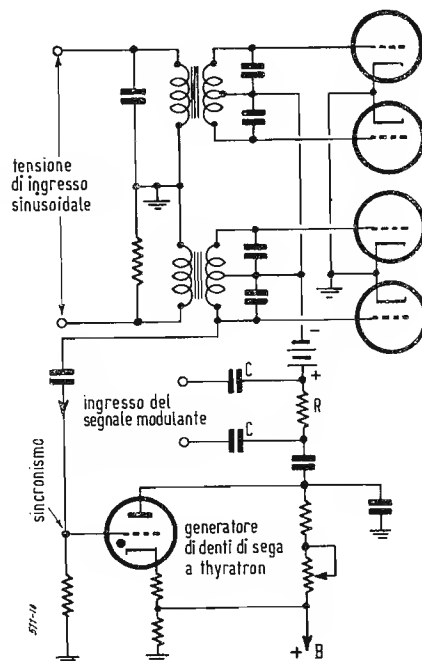 tensione
di ingresso
sinusoidale
-
+
C
R
ingresso del
segnale modulante
C
sincronismo
generatore
di denti di sega
a thyratron
+ B